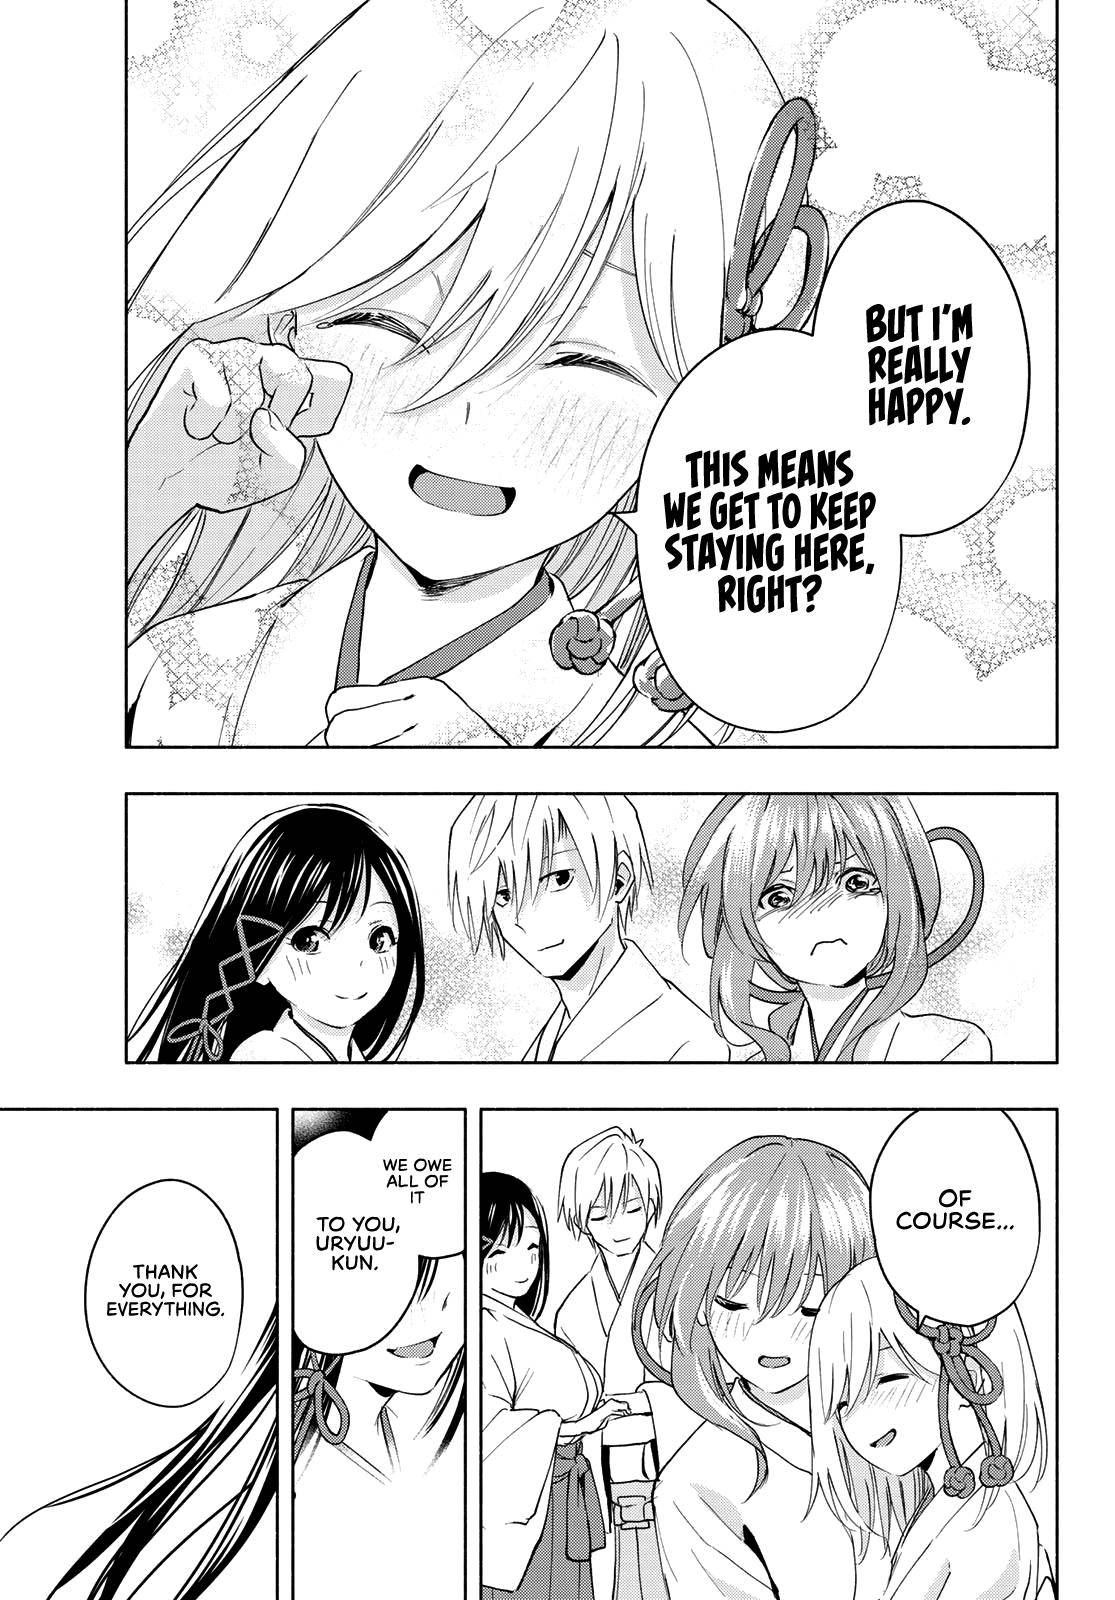 BUT I'M
REALLY
HAPPY.
THIS MEANS
WE GET TO KEEP
STAYING HERE,
RIGHT?
OF
COURSE...
WE OWE
ALL OF
IT
TO YOU,
URYUU-
KUN.
THANK
YOU, FOR
EVERYTHING.